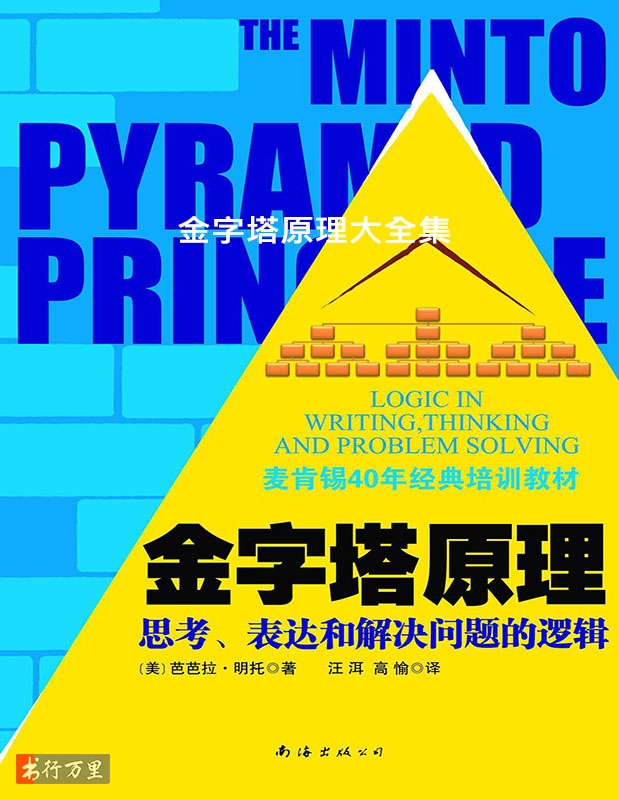 THE MINTO
PYRAMID
金字塔原理大全集
PRINC E
LOGIC IN
WRITING,THINKING
AND PROBLEM SOLVING
麦肯锡40年经典培训教材
金字塔原理
思考、表达和解决问题的逻辑
〔美〕芭芭拉·明托◎著 汪洱 高愉◎译
南海出版公司
书行万里